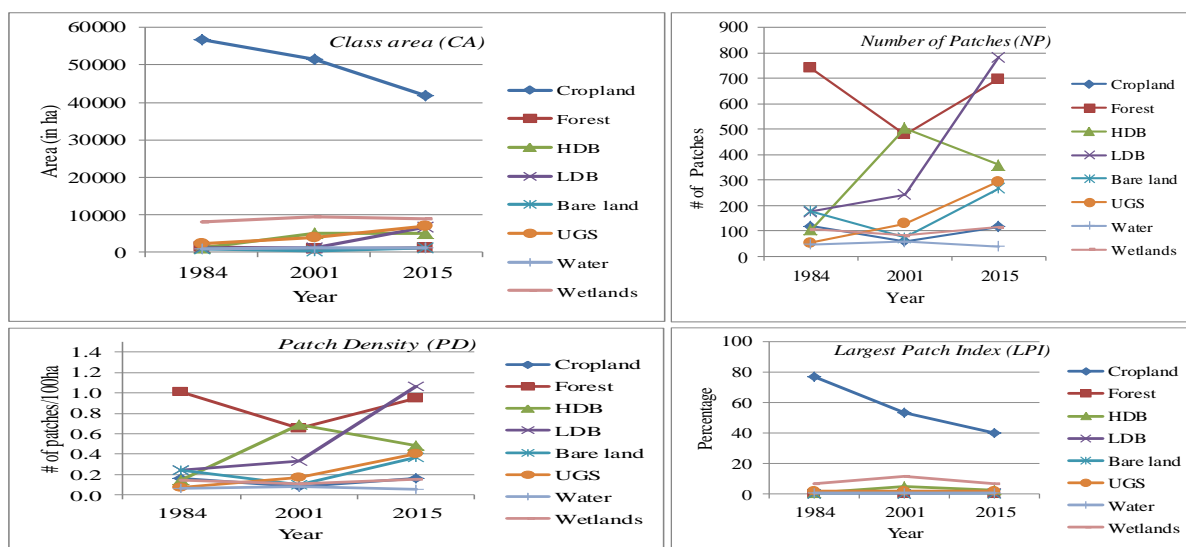 Class area (CA)
60000
50000
40000
30000
20000
10000
0
Area (in ha)
1984 2001 2015
Year
Cropland
Forest
HDB
LDB
Bare land
UGS
Water
Wetlands
Number of Patches (NP)
900
800
700
600
500
400
300
200
100
0
# of Patches
1984 2001 2015
Year
Cropland
Forest
HDB
LDB
Bare land
UGS
Water
Wetlands
Patch Density (PD)
1.4
1.2
1.0
0.8
0.6
0.4
0.2
0.0
# of patches/100ha
1984 2001 2015
Year
Cropland
Forest
HDB
LDB
Bare land
UGS
Water
Wetlands
Largest Patch Index (LPI)
100
80
60
40
20
0
Percentage
1984 2001 2015
Year
Cropland
Forest
HDB
LDB
Bare land
UGS
Water
Wetlands